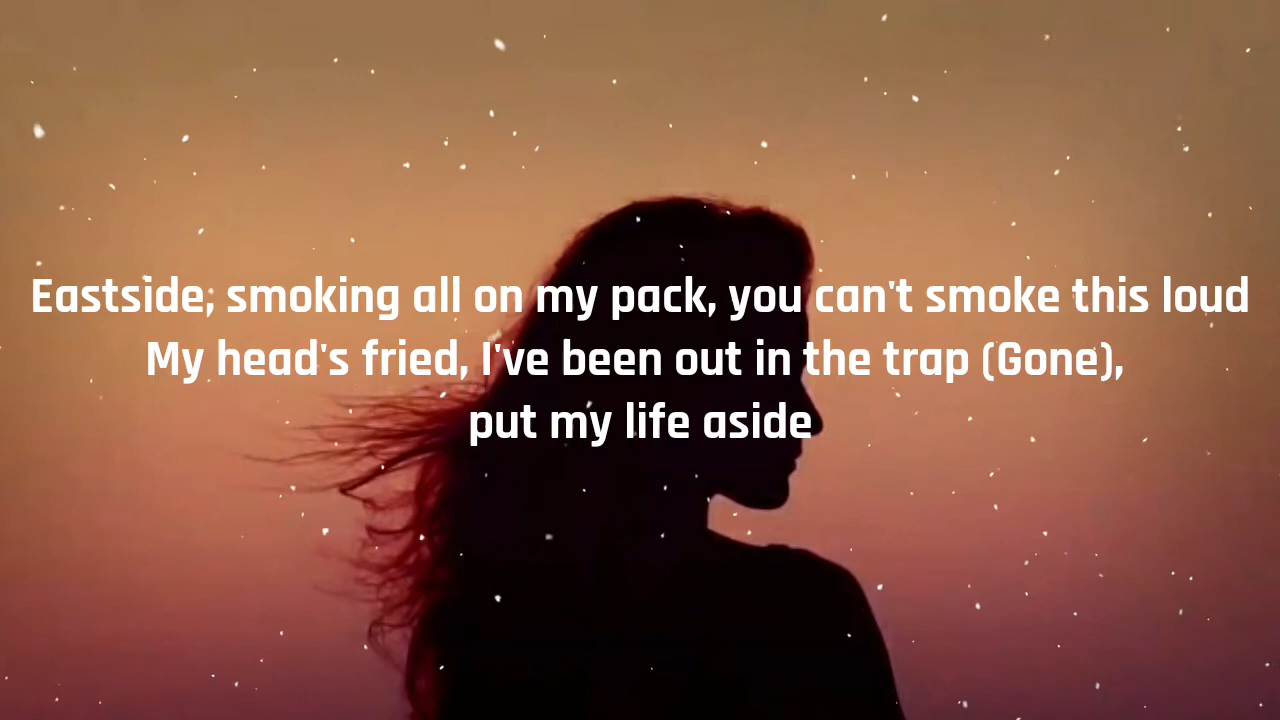 Eastside; smoking all on my pack, you can't smoke this loud
My head's fried, I've been out in the trap (Gone),
put my life aside